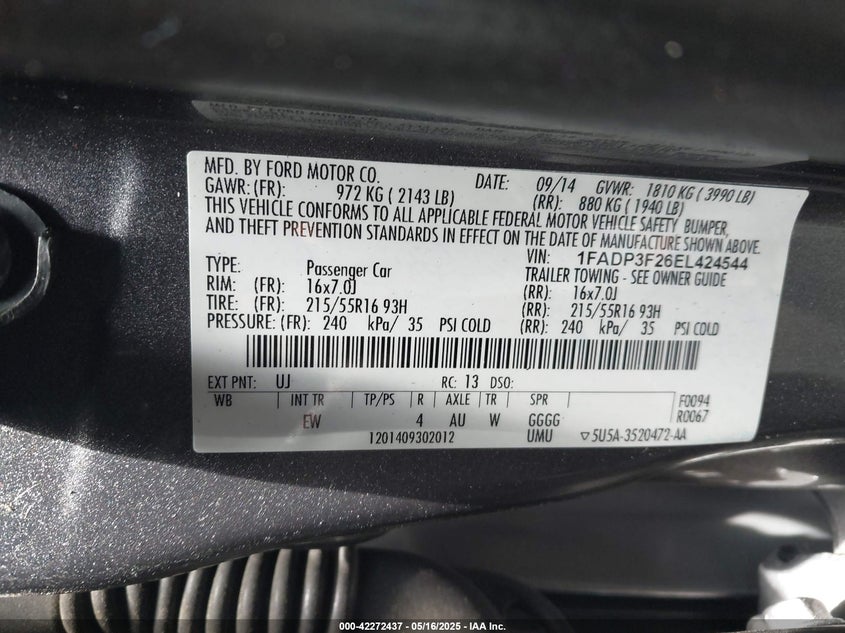 MFD. BY FORD MOTOR CO. DATE: 09/14 GVWR: 1810 KG ( 3990 LB)
GAWR: (FR): 972 KG ( 2143 LB) (RR): 880 KG ( 1940 LB)
THIS VEHICLE CONFORMS TO ALL APPLICABLE FEDERAL MOTOR VEHICLE SAFETY BUMPER,
AND THEFT PREVENTION STANDARDS IN EFFECT ON THE DATE OF MANUFACTURE SHOWN ABOVE.
VIN: 1FADP3F26EL424544
TYPE: Passenger Car TRAILER TOWING - SEE OWNER GUIDE
RIM: (FR): 16x7.0J (RR): 16x7.0J
TIRE: (FR): 215/55R16 93H (RR): 215/55R16 93H
PRESSURE: (FR): 240 kPa/ 35 PSI COLD (RR): 240 kPa/ 35 PSI COLD
EXT PNT: UJ RC: 13 DSO:
WB INT TR TP/PS R AXLE TR SPR F0094
EW 4 AU W GGGG R0067
1201409302012 UMU ▽5U5A-3520472-AA
000-42272437 - 05/16/2025 - IAA Inc.